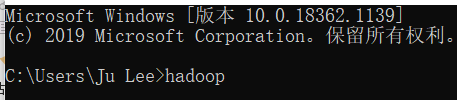 Microsoft Windows [版本 10.0.18362.1139]
(c) 2019 Microsoft Corporation。保留所有权利。
C:\Users\Ju Lee>hadoop